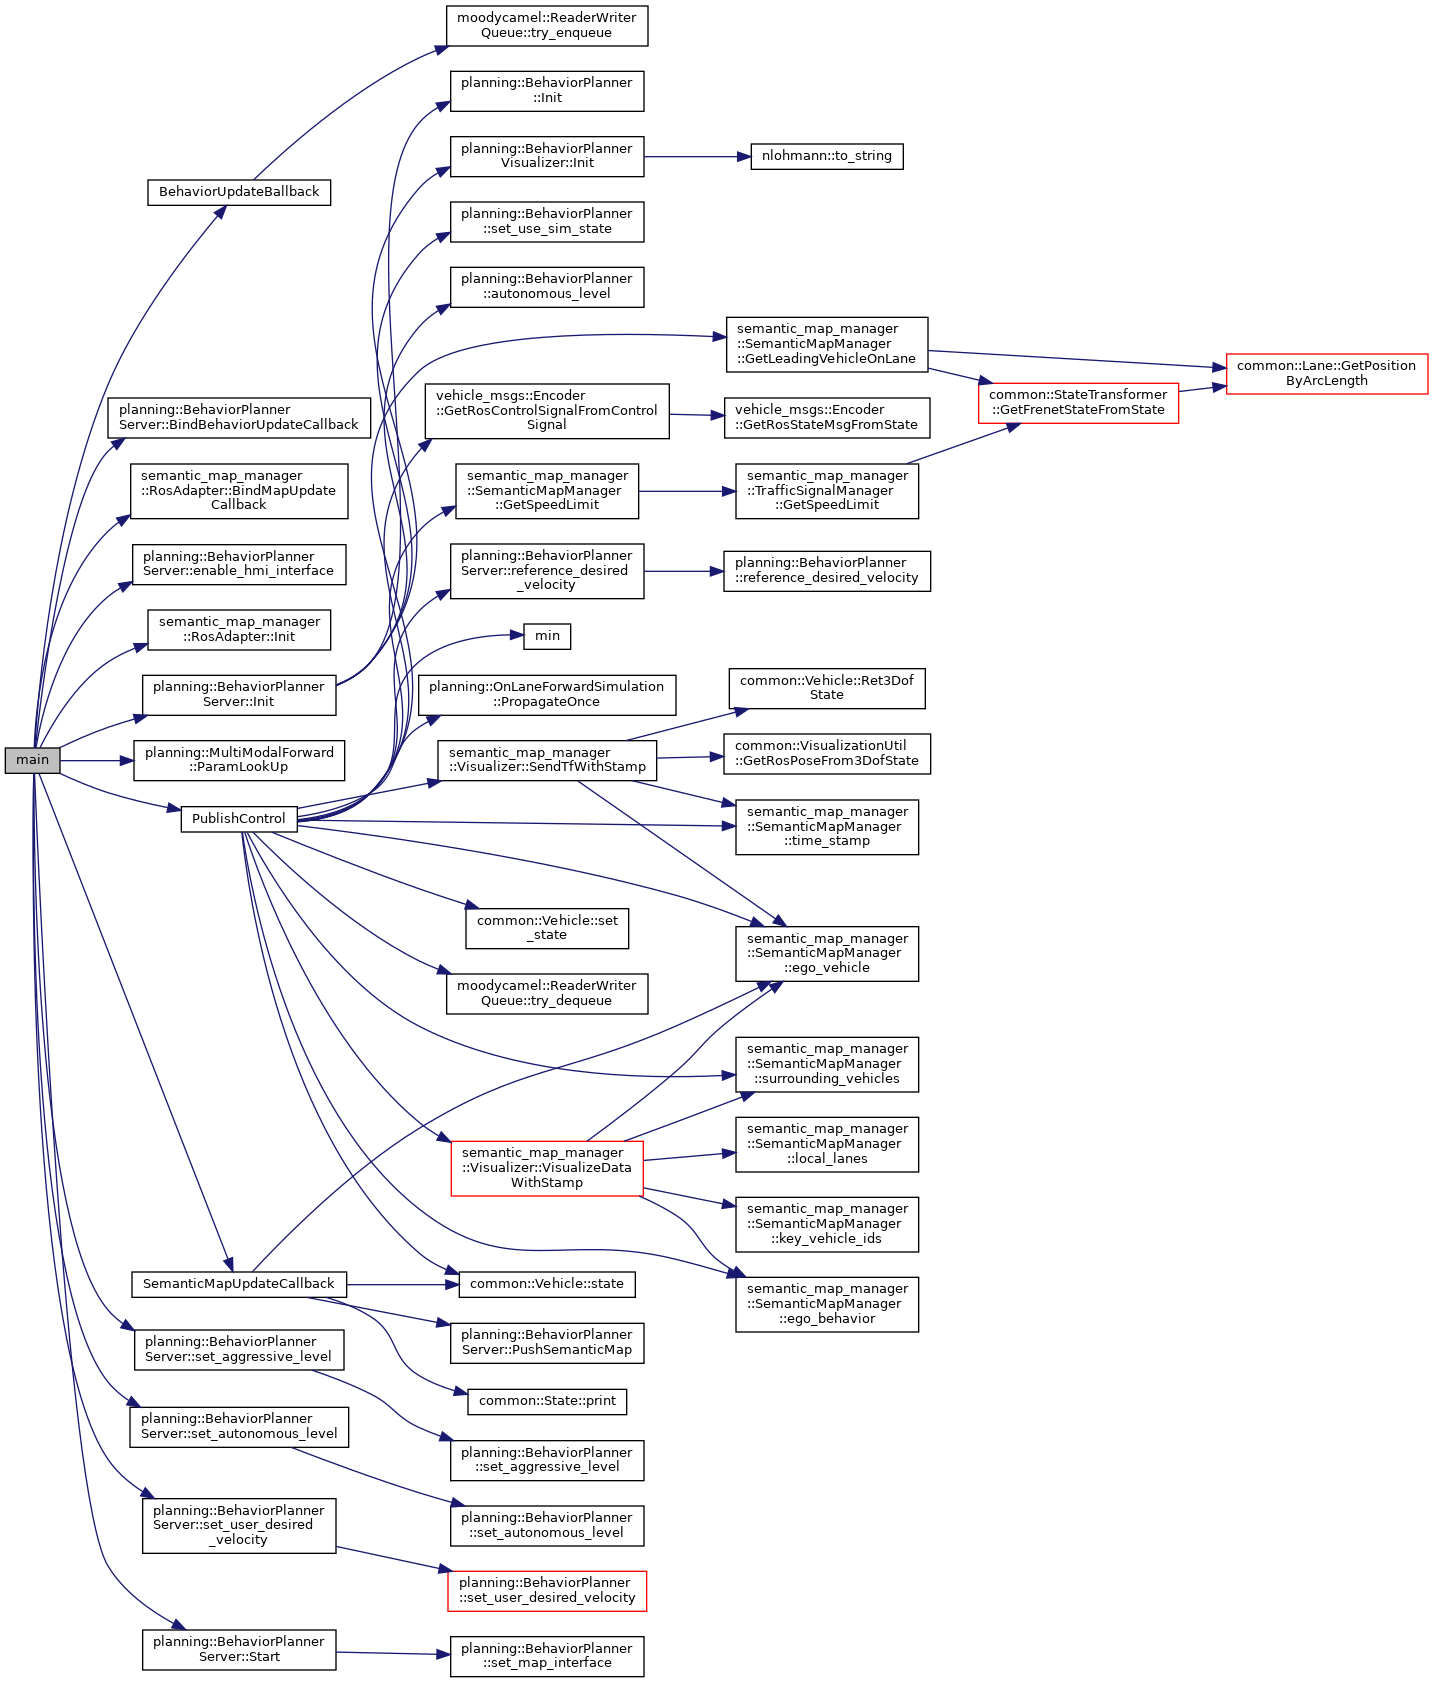 main
BehaviorUpdateBallback
planning::BehaviorPlanner
Server::BindBehaviorUpdateCallback
semantic_map_manager
::RosAdapter::BindMapUpdate
Callback
planning::BehaviorPlanner
Server::enable_hmi_interface
semantic_map_manager
::RosAdapter::Init
planning::BehaviorPlanner
Server::Init
planning::MultiModalForward
::ParamLookUp
PublishControl
SemanticMapUpdateCallback
planning::BehaviorPlanner
Server::set_aggressive_level
planning::BehaviorPlanner
Server::set_autonomous_level
planning::BehaviorPlanner
Server::set_user_desired
_velocity
planning::BehaviorPlanner
Server::Start
moodycamel::ReaderWriter
Queue::try_enqueue
planning::BehaviorPlanner
::Init
planning::BehaviorPlanner
Visualizer::Init
planning::BehaviorPlanner
::set_use_sim_state
planning::BehaviorPlanner
::autonomous_level
vehicle_msgs::Encoder
::GetRosControlSignalFromControl
Signal
semantic_map_manager
::SemanticMapManager
::GetSpeedLimit
planning::BehaviorPlanner
Server::reference_desired
_velocity
min
planning::OnLaneForwardSimulation
::PropagateOnce
semantic_map_manager
::Visualizer::SendTfWithStamp
common::Vehicle::set
_state
moodycamel::ReaderWriter
Queue::try_dequeue
semantic_map_manager
::Visualizer::VisualizeData
WithStamp
common::Vehicle::state
planning::BehaviorPlanner
Server::PushSemanticMap
common::State::print
planning::BehaviorPlanner
::set_aggressive_level
planning::BehaviorPlanner
::set_autonomous_level
planning::BehaviorPlanner
::set_user_desired_velocity
planning::BehaviorPlanner
::set_map_interface
nlohmann::to_string
semantic_map_manager
::SemanticMapManager
::GetLeadingVehicleOnLane
vehicle_msgs::Encoder
::GetRosStateMsgFromState
semantic_map_manager
::TrafficSignalManager
::GetSpeedLimit
planning::BehaviorPlanner
::reference_desired_velocity
common::Vehicle::Ret3Dof
State
common::VisualizationUtil
::GetRosPoseFrom3DofState
semantic_map_manager
::SemanticMapManager
::time_stamp
semantic_map_manager
::SemanticMapManager
::ego_vehicle
semantic_map_manager
::SemanticMapManager
::surrounding_vehicles
semantic_map_manager
::SemanticMapManager
::local_lanes
semantic_map_manager
::SemanticMapManager
::key_vehicle_ids
semantic_map_manager
::SemanticMapManager
::ego_behavior
common::StateTransformer
::GetFrenetStateFromState
common::Lane::GetPosition
ByArcLength